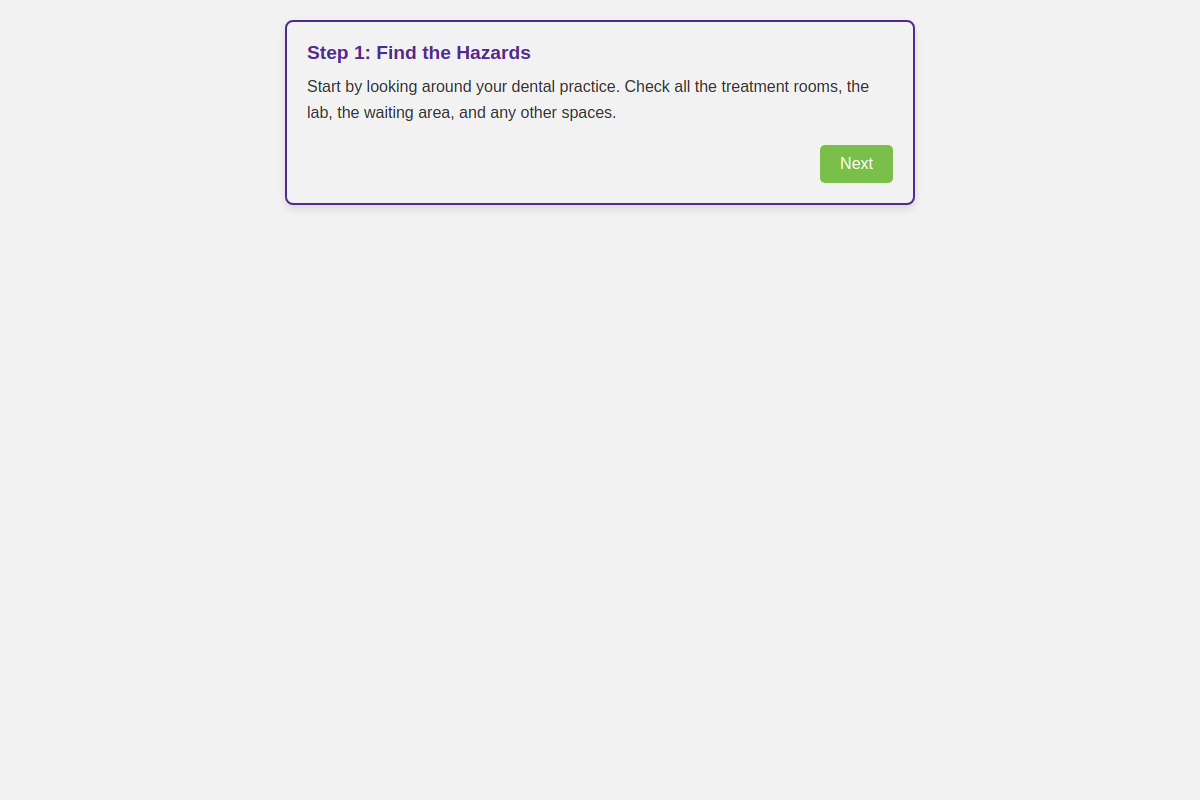 Step 1: Find the Hazards
Start by looking around your dental practice. Check all the treatment rooms, the
lab, the waiting area, and any other spaces.
Next